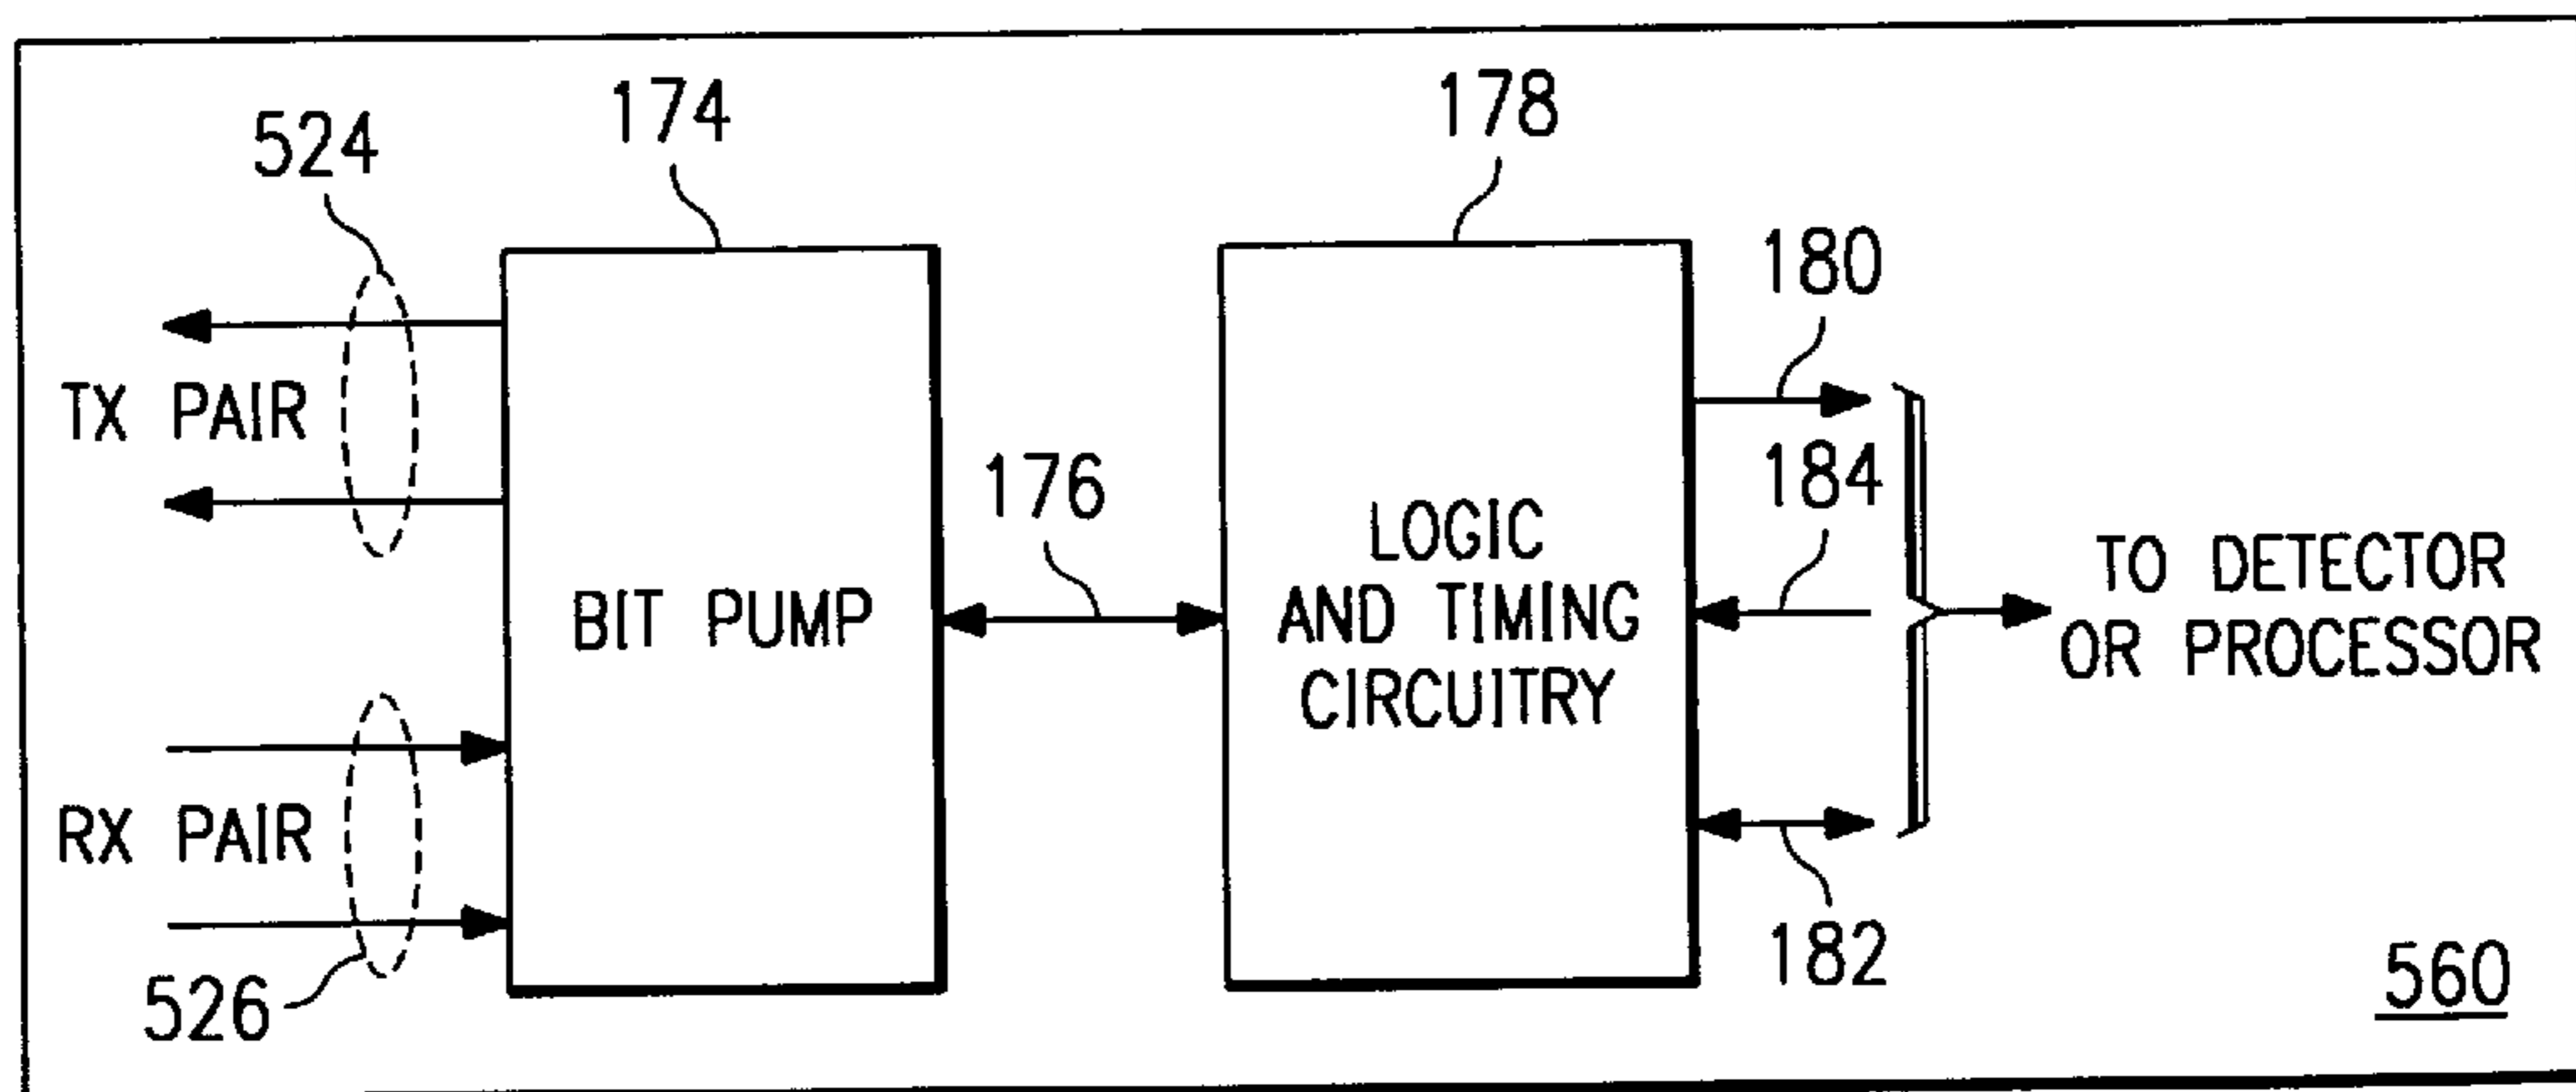 174
178
524
180
TX PAIR
184
176
LOGIC
AND TIMING
CIRCUITRY
BIT PUMP
TO DETECTOR
OR PROCESSOR
RX PAIR
182
526
560